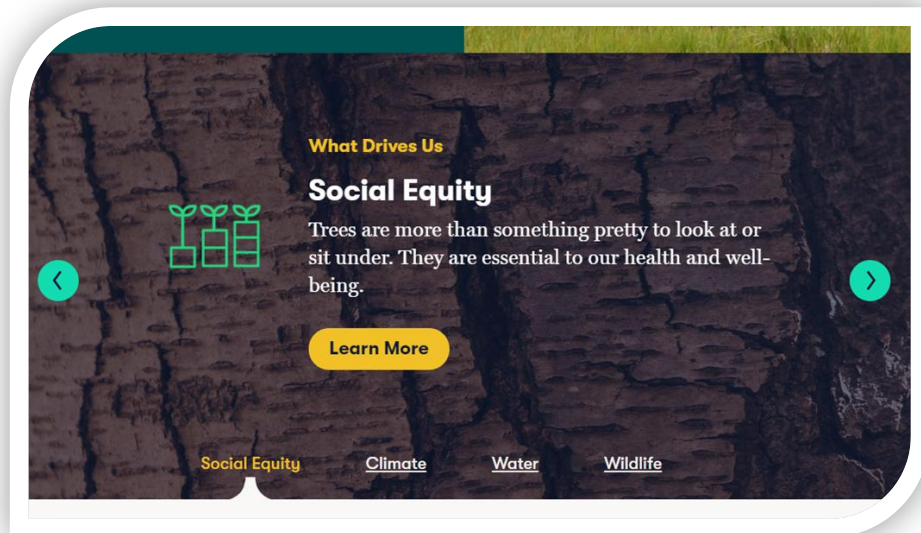 What Drives Us
Social Equity
Trees are more than something pretty to look at or
sit under. They are essential to our health and well-
being.
Learn More
Social Equity Climate Water Wildlife